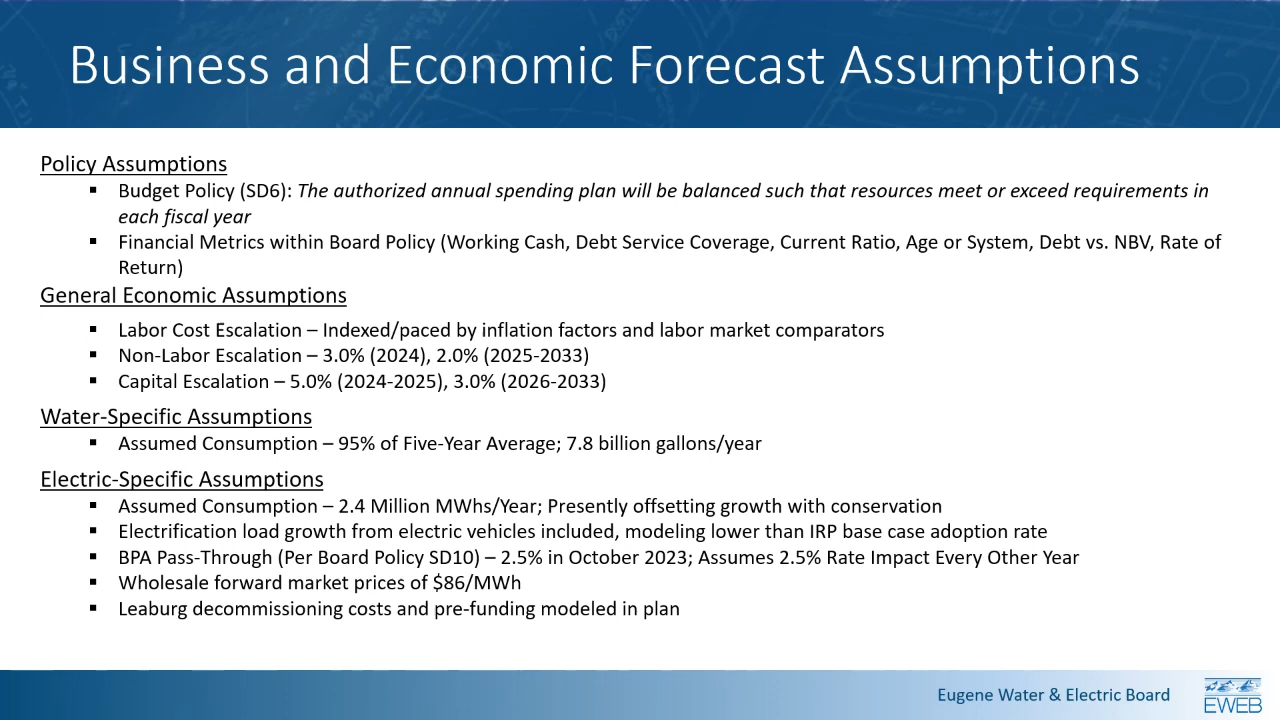 Business and Economic Forecast Assumptions
Policy Assumptions
▪ Budget Policy (SD6): The authorized annual spending plan will be balanced such that resources meet or exceed requirements in
each fiscal year
▪ Financial Metrics within Board Policy (Working Cash, Debt Service Coverage, Current Ratio, Age or System, Debt vs. NBV, Rate of
Return)
General Economic Assumptions
▪ Labor Cost Escalation – Indexed/paced by inflation factors and labor market comparators
▪ Non-Labor Escalation – 3.0% (2024), 2.0% (2025-2033)
▪ Capital Escalation – 5.0% (2024-2025), 3.0% (2026-2033)
Water-Specific Assumptions
▪ Assumed Consumption – 95% of Five-Year Average; 7.8 billion gallons/year
Electric-Specific Assumptions
▪ Assumed Consumption – 2.4 Million MWhs/Year; Presently offsetting growth with conservation
▪ Electrification load growth from electric vehicles included, modeling lower than IRP base case adoption rate
▪ BPA Pass-Through (Per Board Policy SD10) – 2.5% in October 2023; Assumes 2.5% Rate Impact Every Other Year
▪ Wholesale forward market prices of $86/MWh
▪ Leaburg decommissioning costs and pre-funding modeled in plan
Eugene Water & Electric Board
EWEB